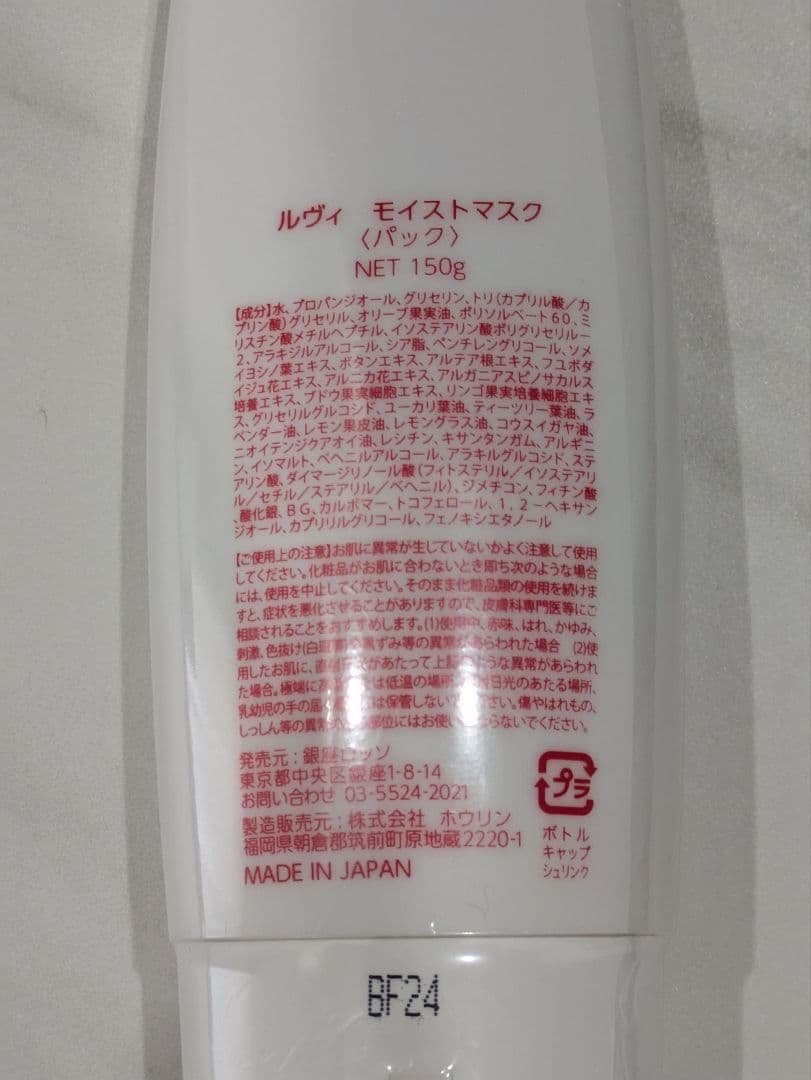 ルヴィ モイストマスク
〈パック〉
NET 150g
【成分】水、プロパンジオール、グリセリン、トリ(カプリル酸/カ
プリン酸)グリセリル、オリーブ果実油、ポリソルベート60、ミ
リスチン酸メチルヘプチル、イソステアリン酸ポリグリセリル-
2、アラキジルアルコール、シア脂、ペンチレングリコール、ソメ
イヨシノ葉エキス、ボタンエキス、アルテア根エキス、フユボダ
イジュ花エキス、アルニカ花エキス、アルガニアスピノサカルス
培養エキス、ブドウ果実細胞エキス、リンゴ果実培養細胞エキ
ス、グリセリルグルコシド、ユーカリ葉油、ティーツリー葉油、ラ
ベンダー油、レモン果皮油、レモングラス油、コウスイガヤ油、
ニオイテンジクアオイ油、レシチン、キサンタンガム、アルギニ
ン、イソマルト、ベヘニルアルコール、アラキルグルコシド、ステ
アリン酸、ダイマージリノール酸(フィトステリル/イソステアリ
ル/セチル/ステアリル/ベヘニル)、ジメチコン、フィチン酸
、酸化銀、BG、カルボマー、トコフェロール、1,2-ヘキサン
ジオール、カプリリルグリコール、フェノキシエタノール
【ご使用上の注意】お肌に異常が生じていないかよく注意して使用
してください。化粧品がお肌に合わないとき即ち次のような場合
には、使用を中止してください。そのまま化粧品類の使用を続けま
すと、症状を悪化させることがありますので、皮膚科専門医等にご
相談されることをおすすめします。(1)使用中、赤味、はれ、かゆみ、
刺激、色抜け(白斑等)や黒ずみ等の異常があらわれた場合 (2)使
用したお肌に、直射日光があたって上記のような異常があらわれ
た場合。極端に高温又は低温の場所、直射日光のあたる場所、
乳幼児の手の届く所には保管しないでください。傷やはれもの、
しっしん等の異常のある部位にはお使いにならないでください。
発売元:銀座ロッソ
東京都中央区銀座1-8-14
お問い合わせ 03-5524-2021
製造販売元:株式会社 ホウリン
福岡県朝倉郡筑前町原地蔵2220-1
MADE IN JAPAN
プラ
ボトル
キャップ
シュリンク
BF24